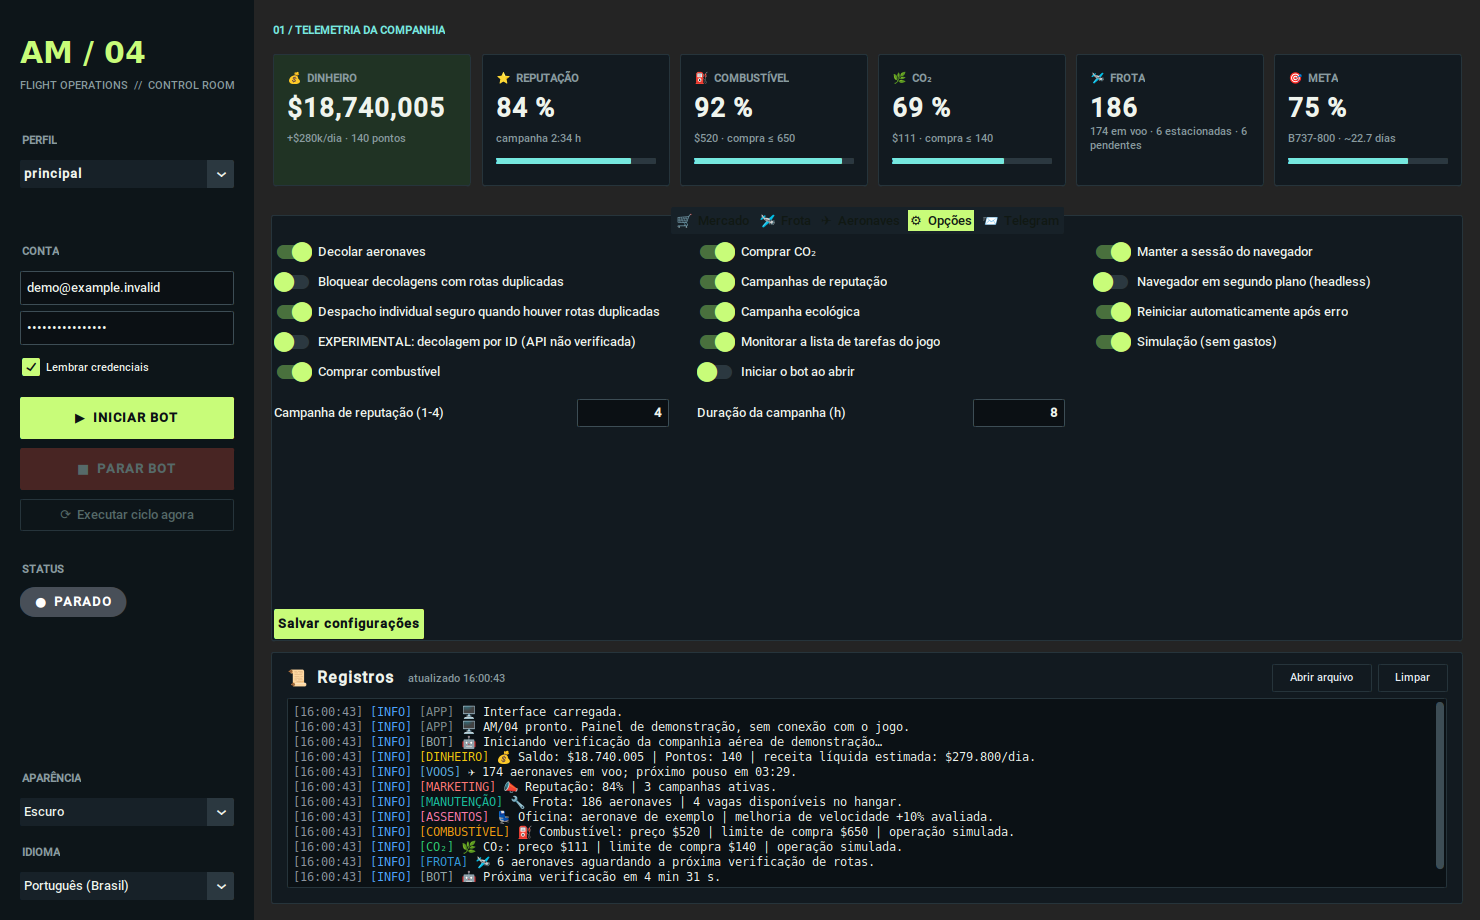 AM / 04
FLIGHT OPERATIONS // CONTROL ROOM
PERFIL
principal
CONTA
demo@example.invalid
••••••••••••••••
Lembrar credenciais
▶ INICIAR BOT
■ PARAR BOT
⟳ Executar ciclo agora
STATUS
● PARADO
APARÊNCIA
Escuro
IDIOMA
Português (Brasil)
01 / TELEMETRIA DA COMPANHIA
💰 DINHEIRO
$18,740,005
+$280k/dia · 140 pontos
⭐ REPUTAÇÃO
84 %
campanha 2:34 h
⛽ COMBUSTÍVEL
92 %
$520 · compra ≤ 650
🌿 CO₂
69 %
$111 · compra ≤ 140
🛩️ FROTA
186
174 em voo · 6 estacionadas · 6
pendentes
🎯 META
75 %
B737-800 · ~22.7 dias
🛒 Mercado 🛩️ Frota ✈ Aeronaves ⚙ Opções 📨 Telegram
Decolar aeronaves
Bloquear decolagens com rotas duplicadas
Despacho individual seguro quando houver rotas duplicadas
EXPERIMENTAL: decolagem por ID (API não verificada)
Comprar combustível
Comprar CO₂
Campanhas de reputação
Campanha ecológica
Monitorar a lista de tarefas do jogo
Iniciar o bot ao abrir
Manter a sessão do navegador
Navegador em segundo plano (headless)
Reiniciar automaticamente após erro
Simulação (sem gastos)
Campanha de reputação (1-4) 4
Duração da campanha (h) 8
Salvar configurações
📜 Registros atualizado 16:00:43
Abrir arquivo
Limpar
[16:00:43] [INFO] [APP] 🖥️ Interface carregada.
[16:00:43] [INFO] [APP] 🖥️ AM/04 pronto. Painel de demonstração, sem conexão com o jogo.
[16:00:43] [INFO] [BOT] 🤖 Iniciando verificação da companhia aérea de demonstração…
[16:00:43] [INFO] [DINHEIRO] 💰 Saldo: $18.740.005 | Pontos: 140 | receita líquida estimada: $279.800/dia.
[16:00:43] [INFO] [VOOS] ✈ 174 aeronaves em voo; próximo pouso em 03:29.
[16:00:43] [INFO] [MARKETING] 📣 Reputação: 84% | 3 campanhas ativas.
[16:00:43] [INFO] [MANUTENÇÃO] 🔧 Frota: 186 aeronaves | 4 vagas disponíveis no hangar.
[16:00:43] [INFO] [ASSENTOS] 💺 Oficina: aeronave de exemplo | melhoria de velocidade +10% avaliada.
[16:00:43] [INFO] [COMBUSTÍVEL] ⛽ Combustível: preço $520 | limite de compra $650 | operação simulada.
[16:00:43] [INFO] [CO₂] 🌿 CO₂: preço $111 | limite de compra $140 | operação simulada.
[16:00:43] [INFO] [FROTA] 🛩️ 6 aeronaves aguardando a próxima verificação de rotas.
[16:00:43] [INFO] [BOT] 🤖 Próxima verificação em 4 min 31 s.